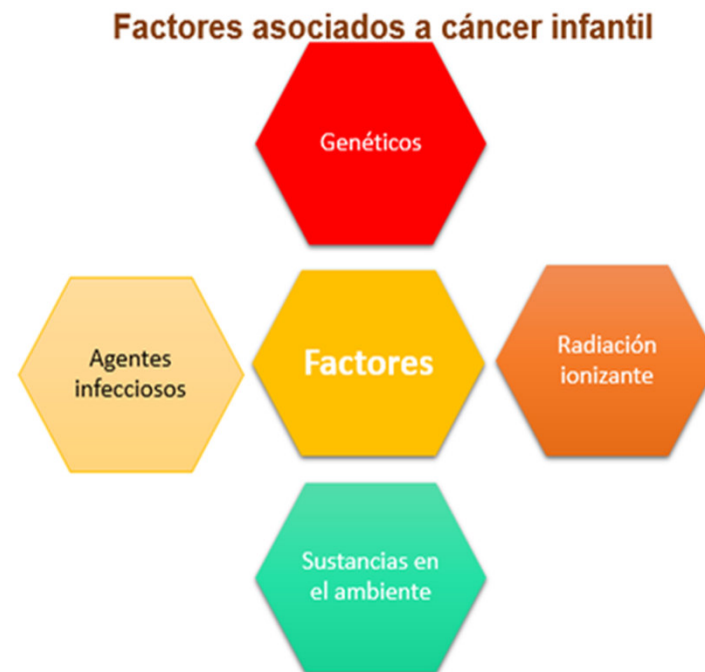 Factores asociados a cáncer infantil
Genéticos
Agentes
infecciosos
Factores
Radiación
ionizante
Sustancias en
el ambiente